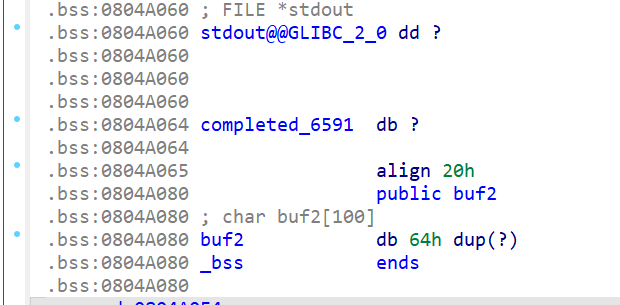 .bss:0804A060 ; FILE *stdout
.bss:0804A060 stdout@@GLIBC_2_0 dd ?
.bss:0804A060
.bss:0804A060
.bss:0804A060
.bss:0804A064 completed_6591 db ?
.bss:0804A064
.bss:0804A065 align 20h
.bss:0804A080 public buf2
.bss:0804A080 ; char buf2[100]
.bss:0804A080 buf2 db 64h dup(?)
.bss:0804A080 _bss ends
.bss:0804A080